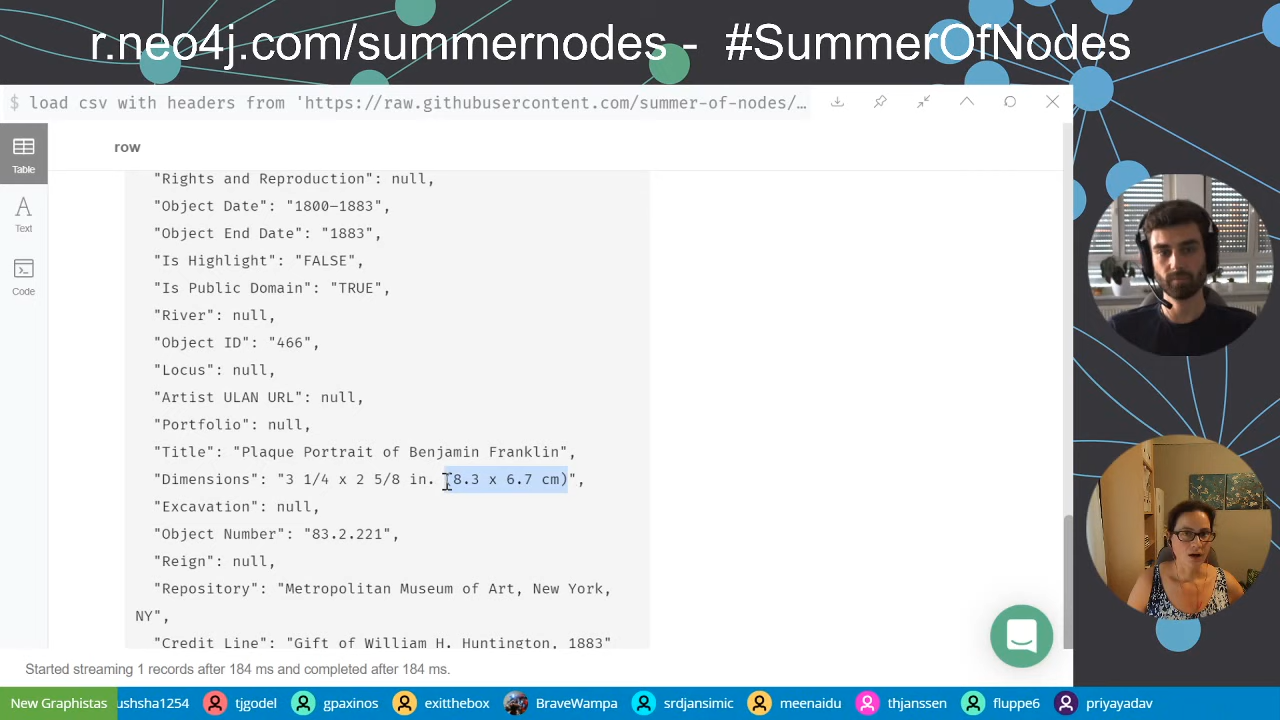 r.neo4j.com/summernodes - #SummerOfNodes
$ load csv with headers from 'https://raw.githubusercontent.com/summer-of-nodes/…
Table
row
"Rights and Reproduction": null,
A
Text
"Object Date": "1800–1883",
"Object End Date": "1883",
"Is Highlight": "FALSE",
Code
"Is Public Domain": "TRUE",
"River": null,
"Object ID": "466",
"Locus": null,
"Artist ULAN URL": null,
"Portfolio": null,
"Title": "Plaque Portrait of Benjamin Franklin",
"Dimensions": "3 1/4 x 2 5/8 in. (8.3 x 6.7 cm)",
"Excavation": null,
"Object Number": "83.2.221",
"Reign": null,
"Repository": "Metropolitan Museum of Art, New York,
NY",
"Credit Line": "Gift of William H. Huntington, 1883"
Started streaming 1 records after 184 ms and completed after 184 ms.
New Graphistas ushsha1254 tjgodel gpaxinos exitthebox BraveWampa srdjansimic meenaidu thjanssen fluppe6 priyayadav